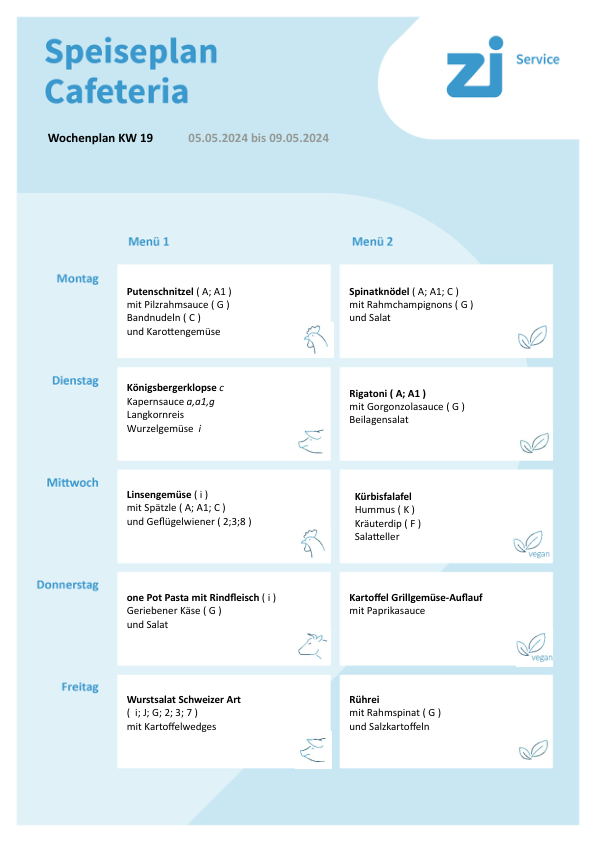 Speiseplan
Cafeteria
zi Service
Wochenplan KW 19 05.05.2024 bis 09.05.2024
Menü 1 Menü 2
Montag
Putenschnitzel ( A; A1 )
mit Pilzrahmsauce ( G )
Bandnudeln ( C )
und Karottengemüse
Spinatknödel ( A; A1; C )
mit Rahmchampignons ( G )
und Salat
Dienstag
Königsbergerklopse c
Kapernsauce a,a1,g
Langkornreis
Wurzelgemüse i
Rigatoni ( A; A1 )
mit Gorgonzolasauce ( G )
Beilagensalat
Mittwoch
Linsengemüse ( i )
mit Spätzle ( A; A1; C )
und Geflügelwiener ( 2;3;8 )
Kürbisfalafel
Hummus ( K )
Kräuterdip ( F )
Salatteller
vegan
Donnerstag
one Pot Pasta mit Rindfleisch ( i )
Geriebener Käse ( G )
und Salat
Kartoffel Grillgemüse-Auflauf
mit Paprikasauce
vegan
Freitag
Wurstsalat Schweizer Art
( i; J; G; 2; 3; 7 )
mit Kartoffelwedges
Rührei
mit Rahmspinat ( G )
und Salzkartoffeln